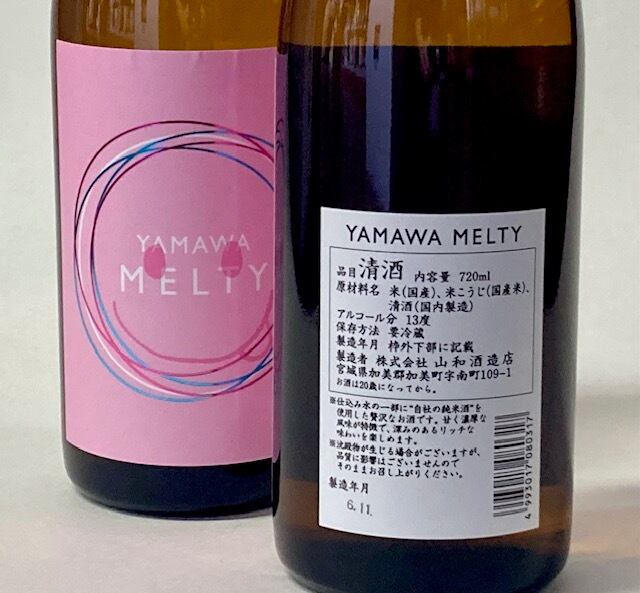 YAMAWA
MELTY
YAMAWA MELTY
品目 清酒 内容量 720ml
原材料名 米(国産)、米こうじ(国産米)、
清酒(国内製造)
アルコール分 13度
保存方法 要冷蔵
製造年月 枠外下部に記載
製造者 株式会社 山和酒造店
宮城県加美郡加美町字南町109-1
お酒は20歳になってから。
※仕込み水の一部に“自社の純米酒”を
使用した贅沢なお酒です。甘く濃厚な
風味が特徴で、深みのあるリッチな
味わいを楽しめます。
※沈殿物が生じる場合がございますが、
品質に影響はございませんので
そのままお召し上がりください。
製造年月
6.11.
4993017060317